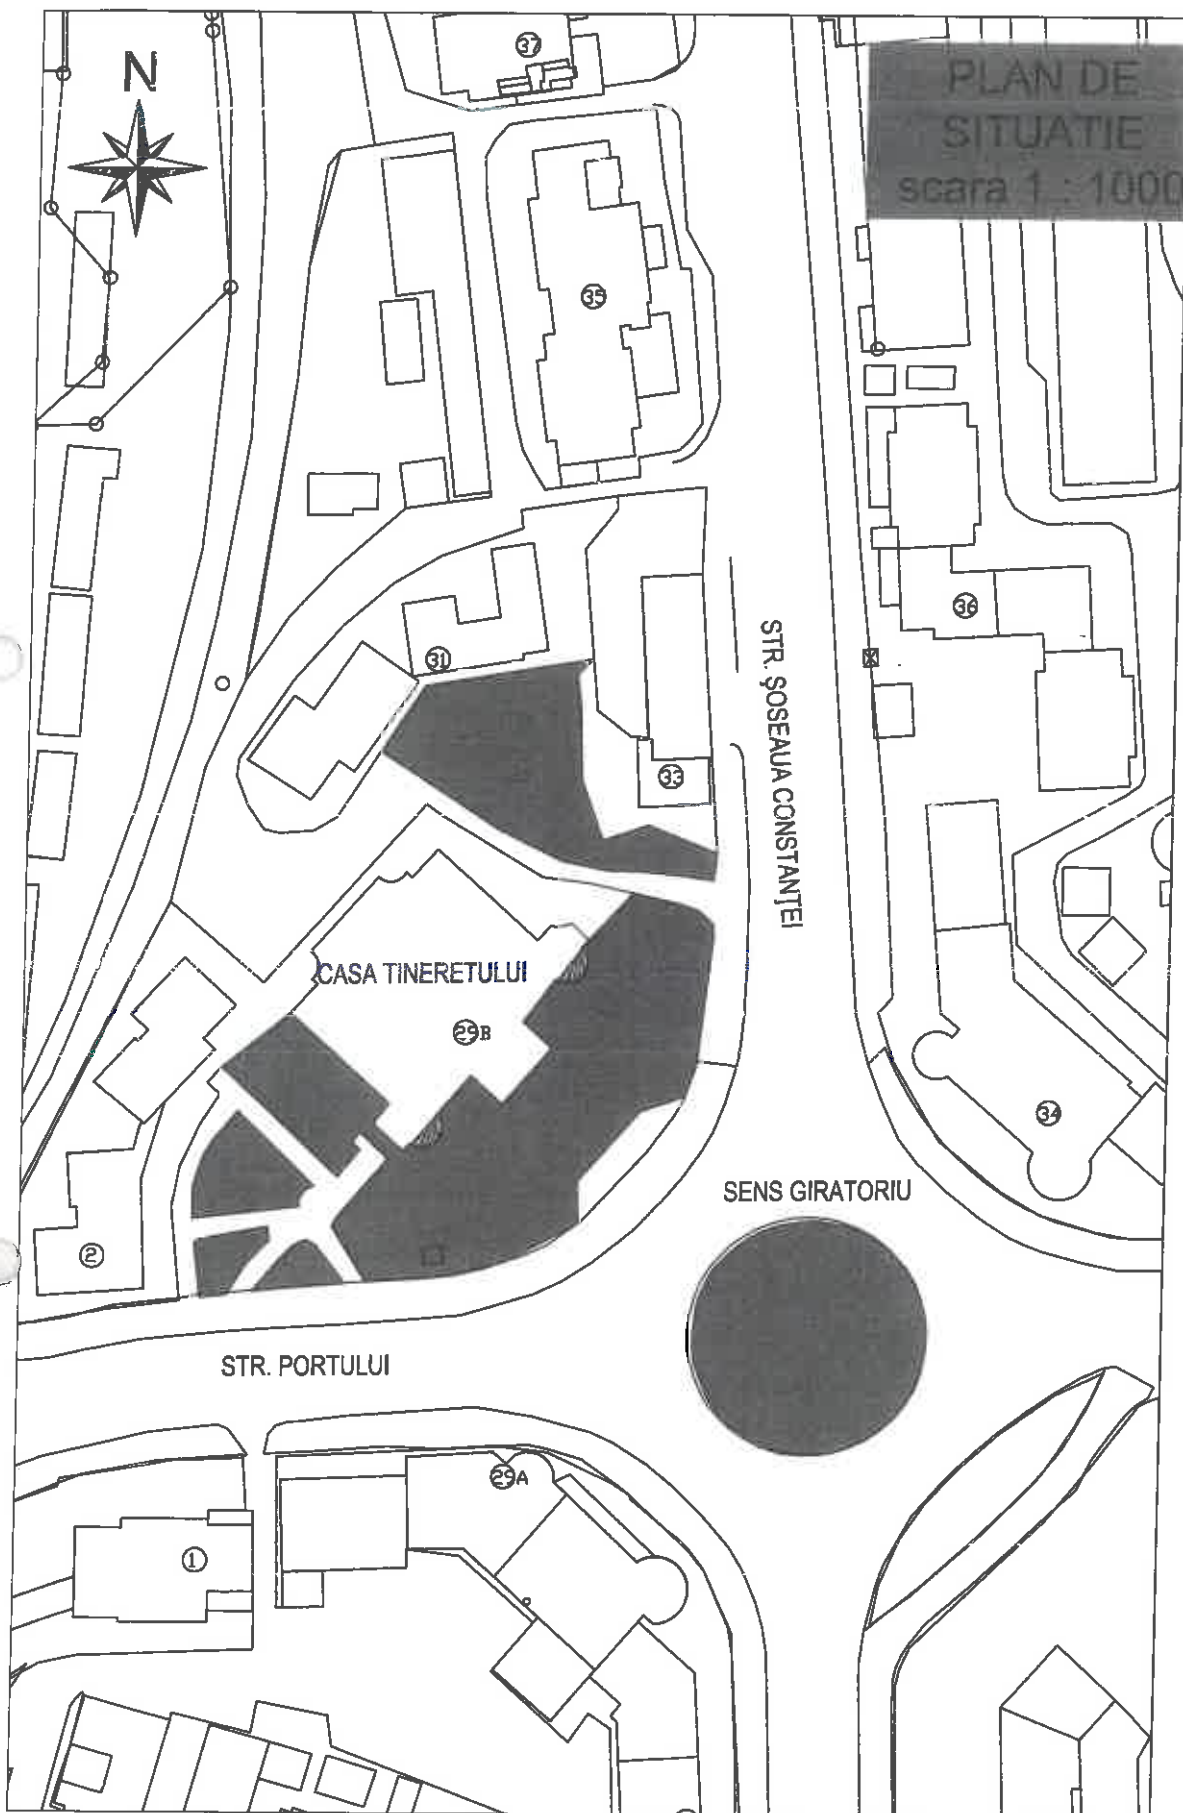 N
37
PLAN DE
SITUATIE
scara 1 : 1000
35
36
31
STR. ŞOSEAUA CONSTANŢEI
33
CASA TINERETULUI
29B
34
SENS GIRATORIU
2
STR. PORTULUI
29A
1